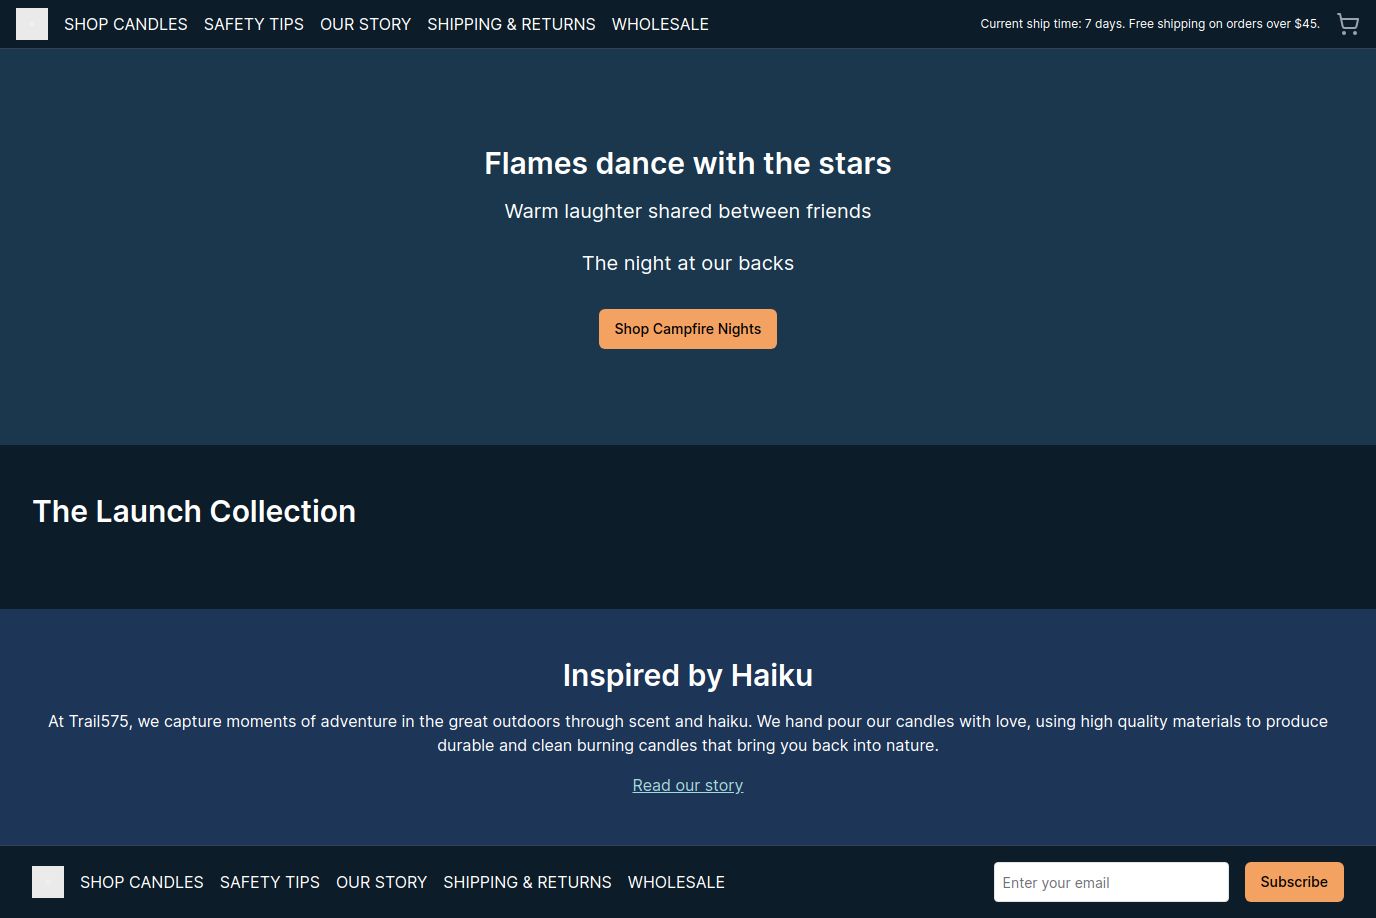 SHOP CANDLES SAFETY TIPS OUR STORY SHIPPING & RETURNS WHOLESALE Current ship time: 7 days. Free shipping on orders over $45.
Flames dance with the stars
Warm laughter shared between friends
The night at our backs
Shop Campfire Nights
The Launch Collection
Inspired by Haiku
At Trail575, we capture moments of adventure in the great outdoors through scent and haiku. We hand pour our candles with love, using high quality materials to produce
durable and clean burning candles that bring you back into nature.
Read our story
SHOP CANDLES SAFETY TIPS OUR STORY SHIPPING & RETURNS WHOLESALE Enter your email Subscribe